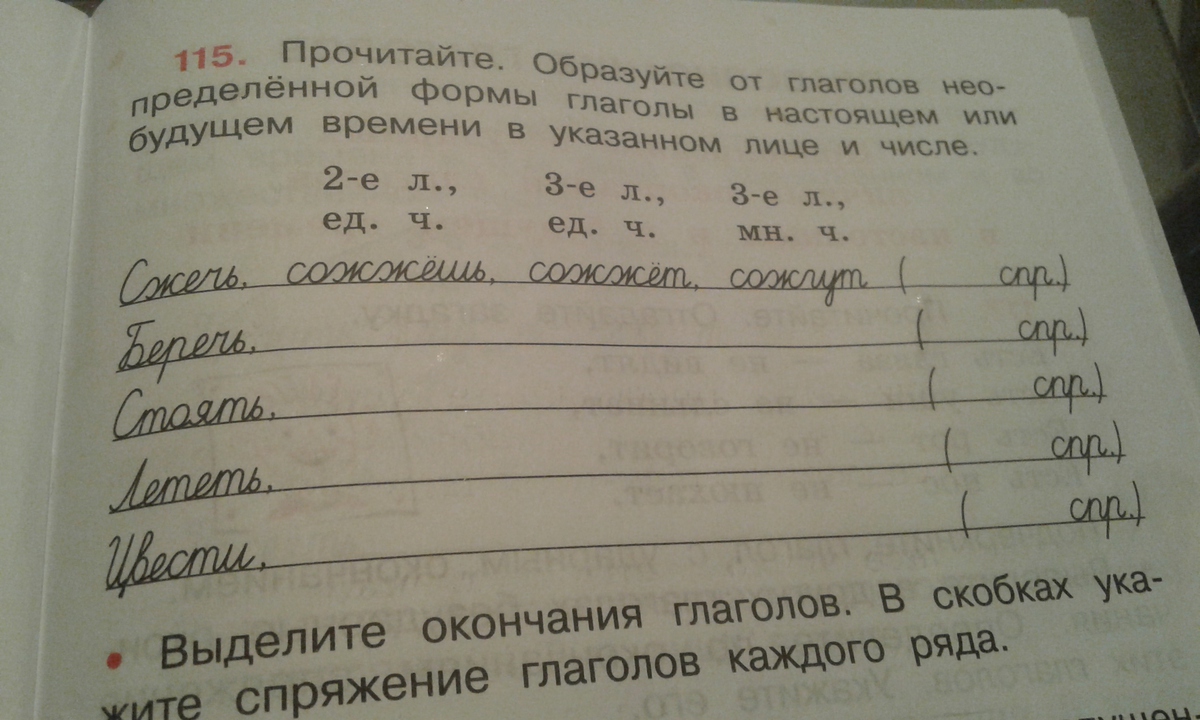 115. Прочитайте. Образуйте от глаголов нео-
пределённой формы глаголы в настоящем или
будущем времени в указанном лице и числе.
2-е л., 3-е л., 3-е л.,
ед. ч. ед. ч. мн. ч.
Сжечь, сожжёшь, сожжёт, сожгут ( спр.)
Беречь, ( спр.)
Стоять, ( спр.)
Лететь, ( спр.)
Цвести, ( спр.)
• Выделите окончания глаголов. В скобках ука-
жите спряжение глаголов каждого ряда.